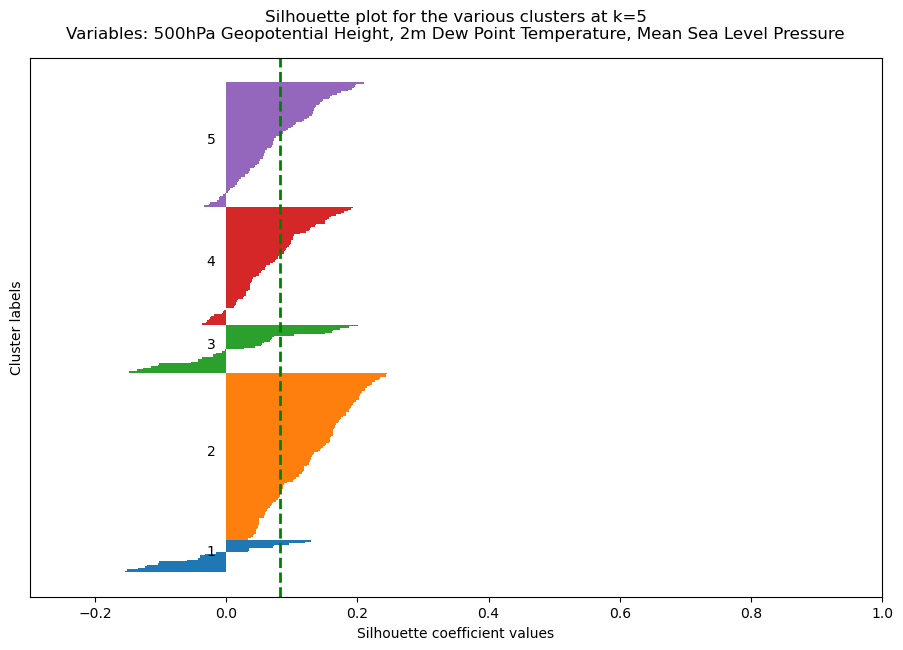 Silhouette plot for the various clusters at k=5
Variables: 500hPa Geopotential Height, 2m Dew Point Temperature, Mean Sea Level Pressure
5
4
3
2
1
Cluster labels
−0.2 0.0 0.2 0.4 0.6 0.8 1.0
Silhouette coefficient values